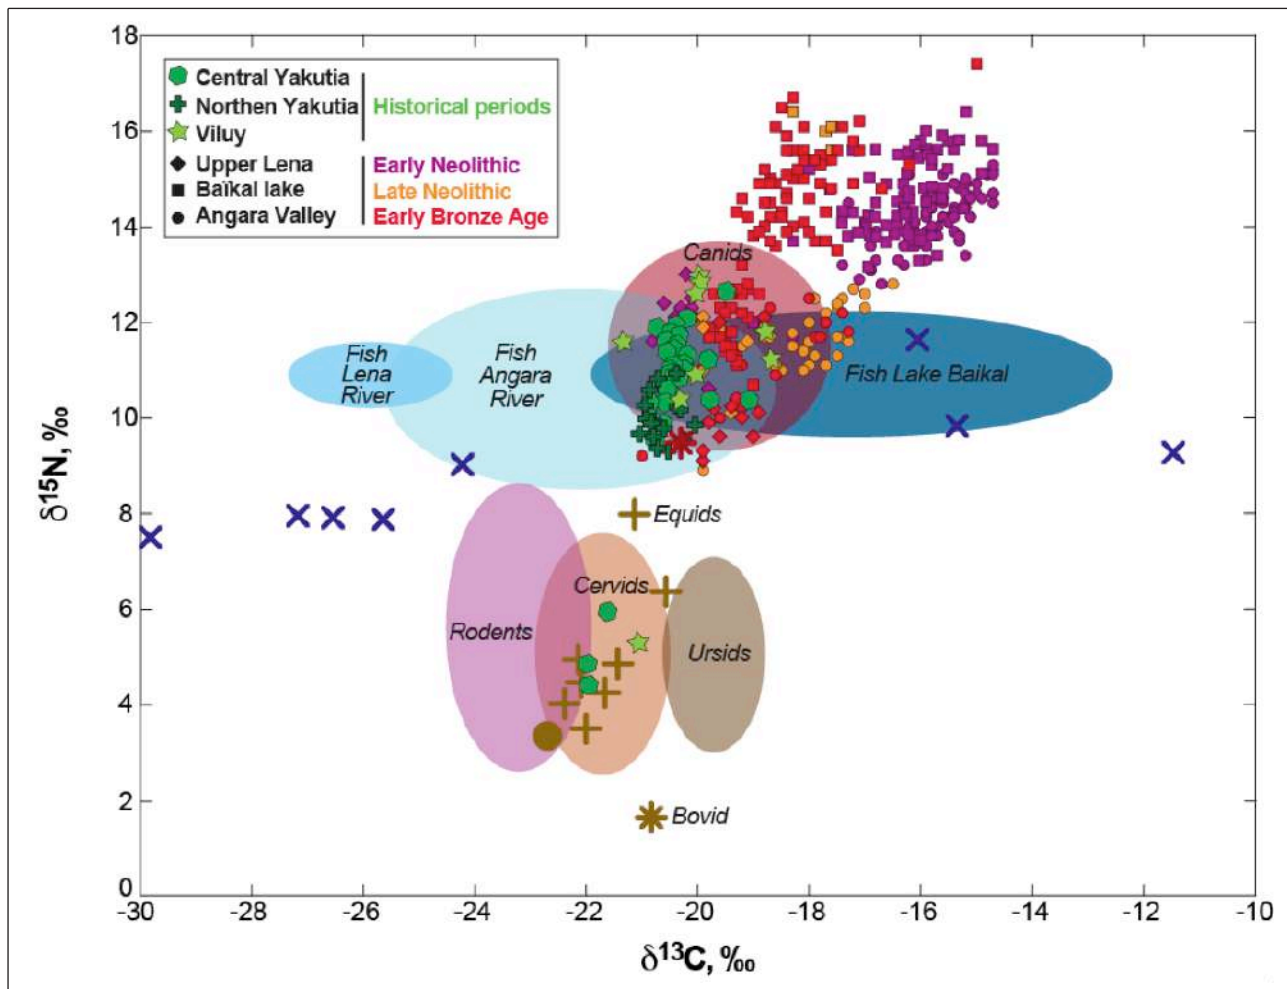 18
16
14
12
10
8
6
4
2
0
δ15N, ‰
Central Yakutia
Northen Yakutia
Viluy
Historical periods
Upper Lena
Baïkal lake
Angara Valley
Early Neolithic
Late Neolithic
Early Bronze Age
Canids
Fish
Lena
River
Fish
Angara
River
Fish Lake Baikal
Equids
Cervids
Rodents
Ursids
Bovid
-30 -28 -26 -24 -22 -20 -18 -16 -14 -12 -10
δ13C, ‰